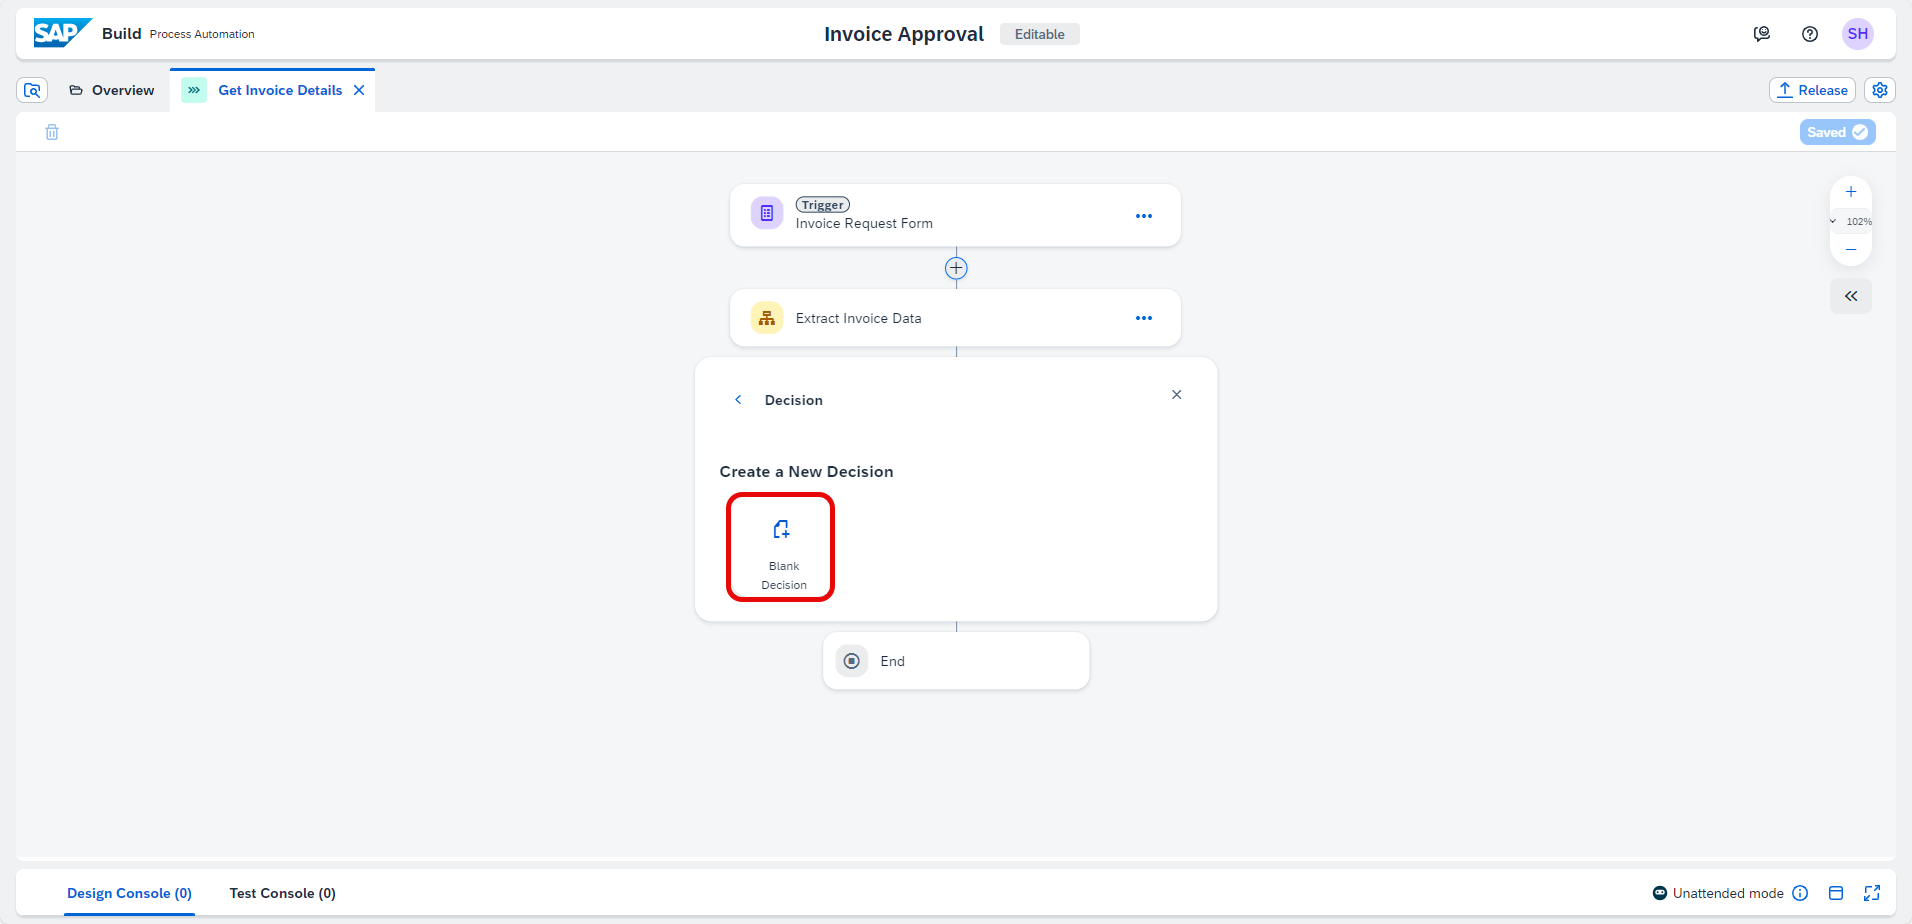 SAP Build Process Automation
Invoice Approval Editable
SH
Overview
Get Invoice Details
Release
Saved
Trigger
Invoice Request Form
102%
Extract Invoice Data
Decision
Create a New Decision
Blank
Decision
End
Design Console (0)
Test Console (0)
Unattended mode